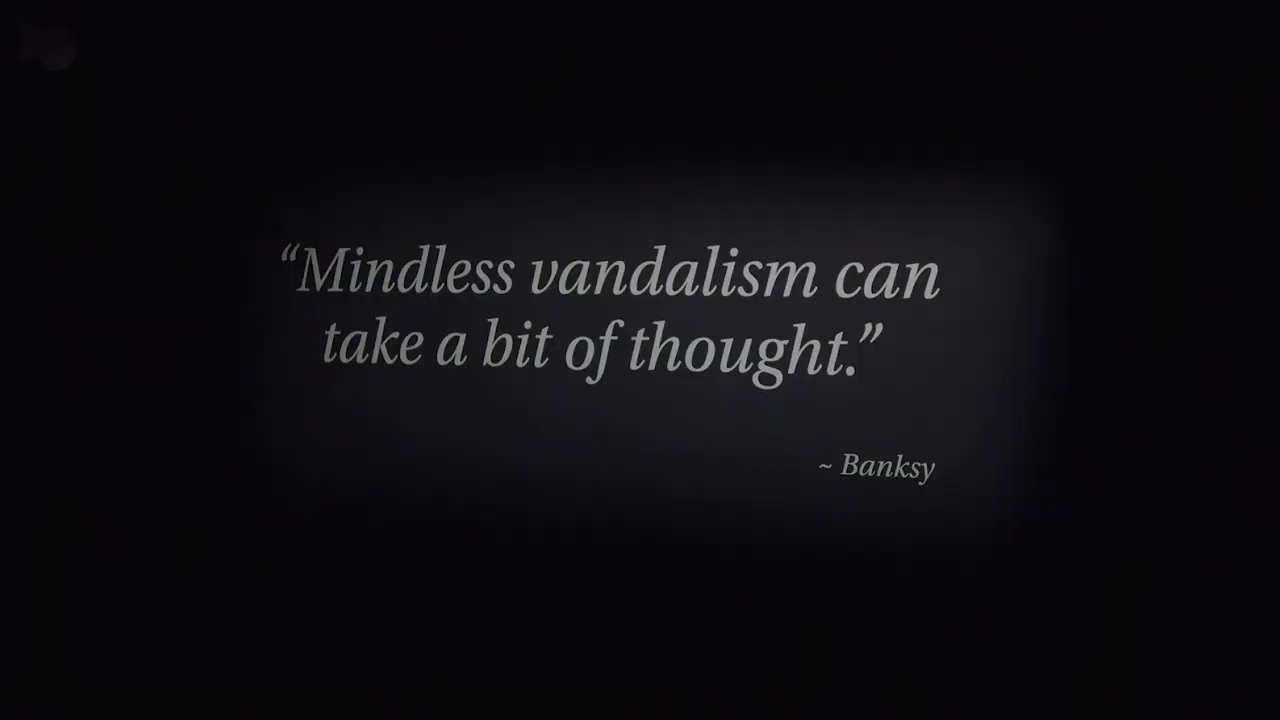 “Mindless vandalism can
take a bit of thought.”
~ Banksy